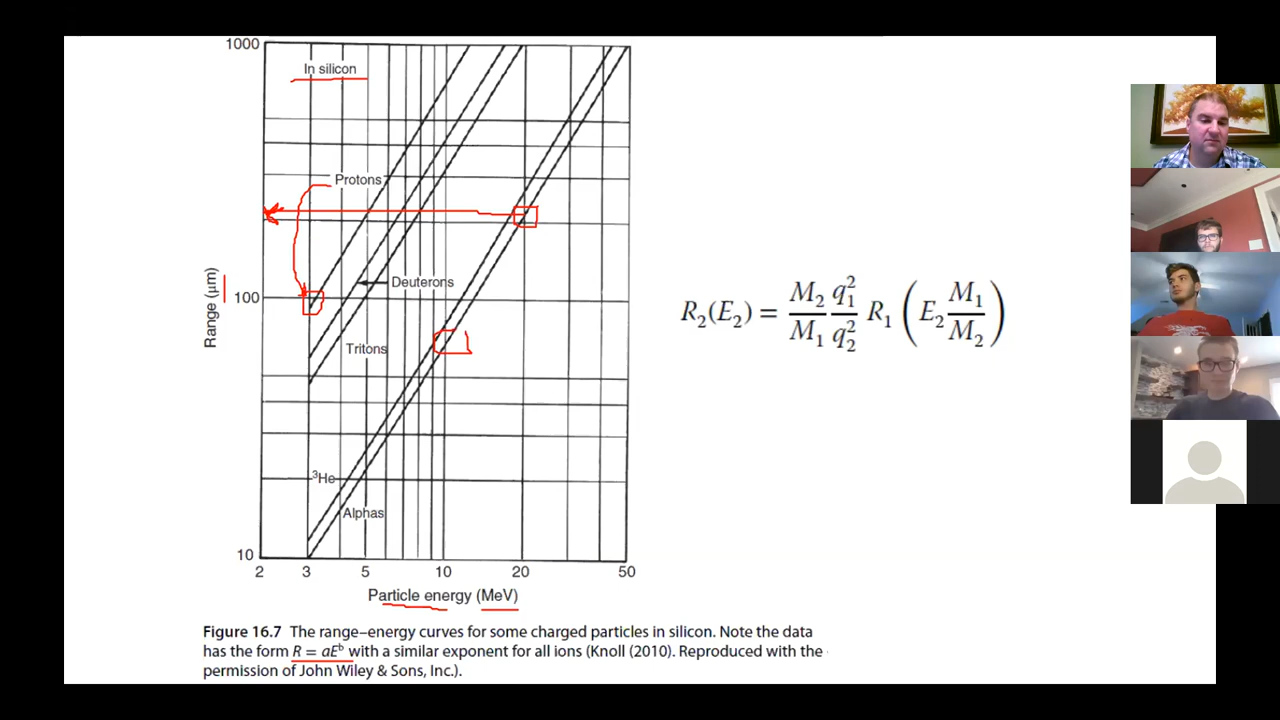 1000
In silicon
Protons
100
Deuterons
Range (μm)
Tritons
³He
Alphas
10
2 3 5 10 20 50
Particle energy (MeV)
R₂(E₂) = M₂/M₁ q₁²/q₂² R₁ (E₂ M₁/M₂)
Figure 16.7 The range–energy curves for some charged particles in silicon. Note the data
has the form R = aEᵇ with a similar exponent for all ions (Knoll (2010). Reproduced with the
permission of John Wiley & Sons, Inc.).